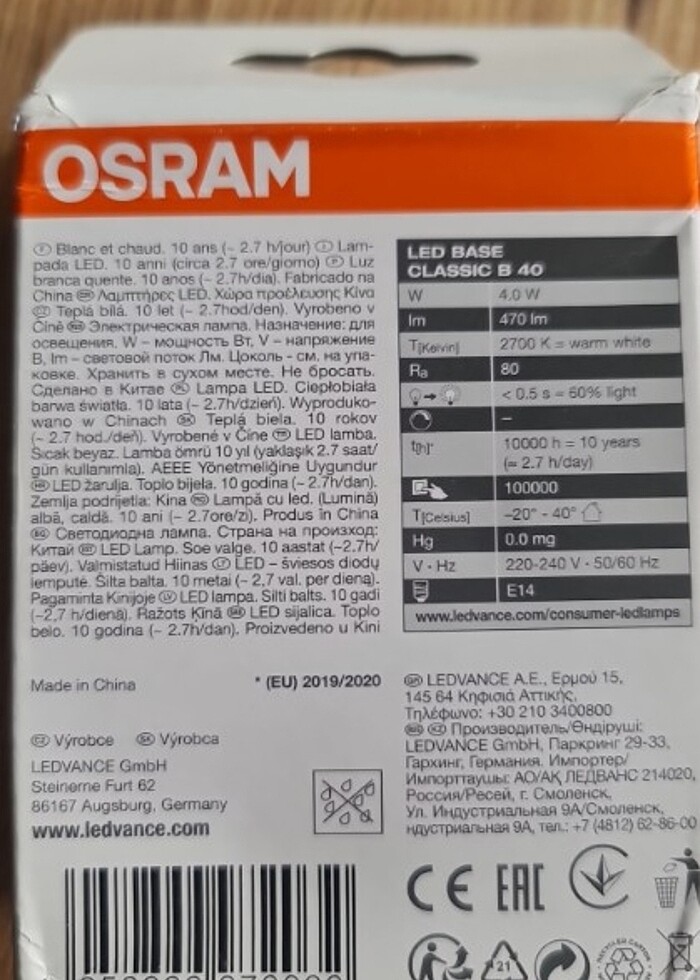 OSRAM
Blanc et chaud. 10 ans (~ 2.7 h/jour) Lam-
pada LED. 10 anni (circa 2.7 ore/giorno) Luz
branca quente. 10 anos (~ 2.7h/dia). Fabricado na
China Λαμπτήρες LED. Χώρα προέλευσης Κίνα
Teplá bílá. 10 let (~ 2.7hod/den). Vyrobeno v
Číně Электрическая лампа. Назначение: для
освещения. W – мощность Вт, V – напряжение
В, lm – световой поток Лм. Цоколь - см. на упа-
ковке. Хранить в сухом месте. Не бросать.
Сделано в Китае Lampa LED. Ciepłobiała
barwa światła. 10 lata (~ 2.7h/dzień). Wyproduko-
wano w Chinach Teplá biela. 10 rokov
(~ 2.7 hod./deň). Vyrobené v Číne LED lamba.
Sıcak beyaz. Lamba ömrü 10 yıl (yaklaşık 2.7 saat/
gün kullanımla). AEEE Yönetmeliğine Uygundur
LED žarulja. Toplo bijela. 10 godina (~ 2.7h/dan).
Zemlja podrijetla: Kina Lampă cu led. (Lumină)
albă, caldă. 10 ani (~ 2.7ore/zi). Produs în China
Светодиодна лампа. Страна на произход:
Китай LED Lamp. Soe valge. 10 aastat (~2.7h/
päev). Valmistatud Hiinas LED – šviesos diodų
lemputė. Šilta balta. 10 metai (~ 2,7 val. per dieną).
Pagaminta Kinijoje LED lampa. Silti balts. 10 gadi
(~2,7 h/dienā). Ražots Ķīnā LED sijalica. Toplo
belo. 10 godina (~ 2.7h/dan). Proizvedeno u Kini
LED BASE
CLASSIC B 40
W 4.0 W
lm 470 lm
T[Kelvin] 2700 K = warm white
Ra 80
< 0.5 s = 60% light
–
t[h]* 10000 h = 10 years
(= 2.7 h/day)
100000
T[Celsius] –20° - 40°
Hg 0.0 mg
V · Hz 220-240 V · 50/60 Hz
E14
www.ledvance.com/consumer-ledlamps
Made in China * (EU) 2019/2020
CZ Výrobce SK Výrobca
LEDVANCE GmbH
Steinerne Furt 62
86167 Augsburg, Germany
www.ledvance.com
GR LEDVANCE A.E., Ερμού 15,
145 64 Κηφισιά Αττικής,
Τηλέφωνο: +30 210 3400800
Производитель/Өндіруші:
LEDVANCE GmbH, Паркринг 29-33,
Гархинг, Германия. Импортер/
Импорттаушы: АО/АҚ ЛЕДВАНС 214020,
Россия/Ресей, г. Смоленск,
Ул. Индустриальная 9А/Смоленск,
ндустриальная 9А, тел.: +7 (4812) 62-86-00
CE EAC
21